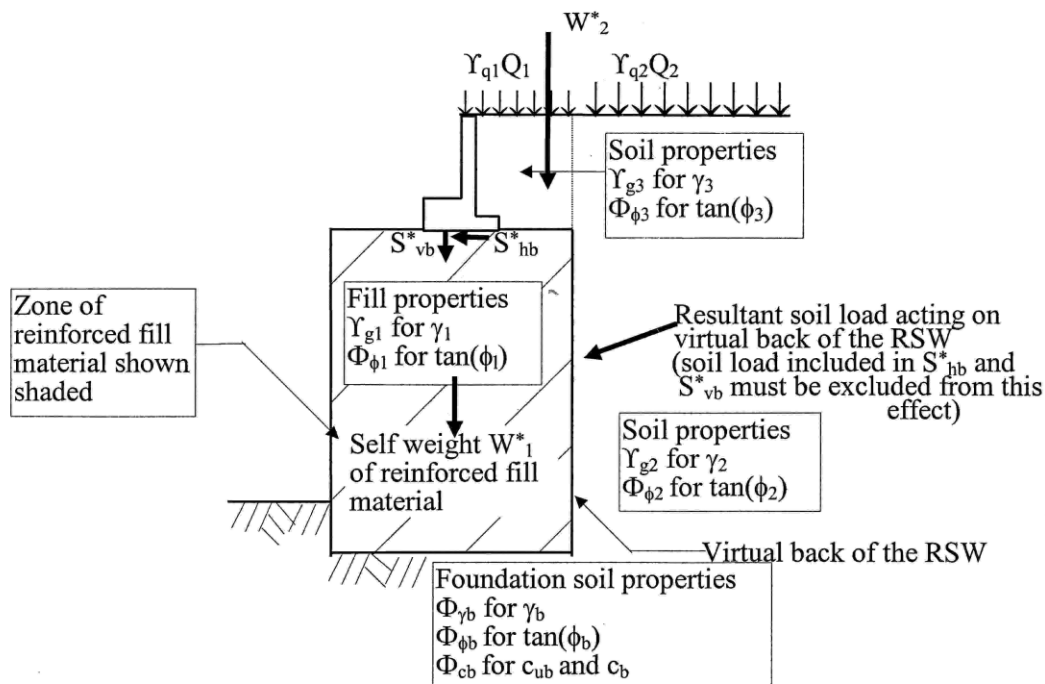 W*₂
ϒq1Q₁
ϒq2Q₂
Soil properties
ϒg3 for γ₃
Φϕ3 for tan(ϕ₃)
S*vb
S*hb
Zone of
reinforced fill
material shown
shaded
Fill properties
ϒg1 for γ₁
Φϕ1 for tan(ϕ₁)
Resultant soil load acting on
virtual back of the RSW
(soil load included in S*hb and
S*vb must be excluded from this
effect)
Self weight W*₁
of reinforced fill
material
Soil properties
ϒg2 for γ₂
Φϕ2 for tan(ϕ₂)
Virtual back of the RSW
Foundation soil properties
Φγb for γb
Φϕb for tan(ϕb)
Φcb for cub and cb